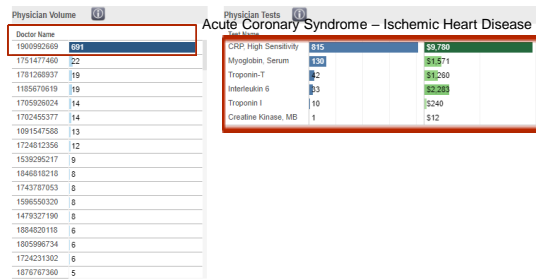 Physician Volume
Doctor Name
1900992669 691
1751477460 22
1781268937 19
1185670619 19
1705926024 14
1702455377 14
1091547588 13
1724812356 12
1539295217 9
1846818218 8
1743787053 8
1596550320 8
1479327190 8
1884820118 6
1805996734 6
1724231302 6
1876767360 5
Physician Tests
Acute Coronary Syndrome – Ischemic Heart Disease
Test Name
CRP, High Sensitivity 815 $9,780
Myoglobin, Serum 130 $1,571
Troponin-T 42 $1,260
Interleukin 6 33 $2,283
Troponin I 10 $240
Creatine Kinase, MB 1 $12